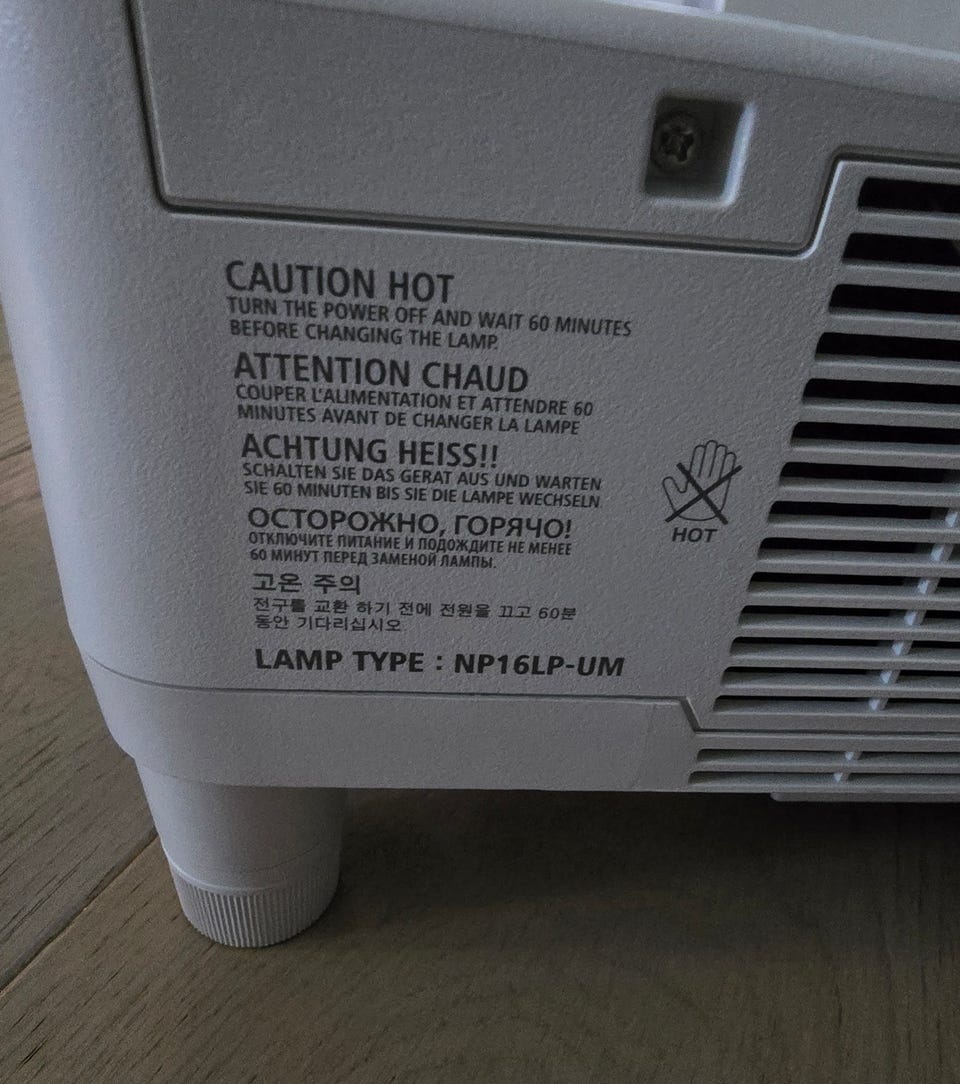 CAUTION HOT
TURN THE POWER OFF AND WAIT 60 MINUTES
BEFORE CHANGING THE LAMP.
ATTENTION CHAUD
COUPER L'ALIMENTATION ET ATTENDRE 60
MINUTES AVANT DE CHANGER LA LAMPE
ACHTUNG HEISS!!
SCHALTEN SIE DAS GERAT AUS UND WARTEN
SIE 60 MINUTEN BIS SIE DIE LAMPE WECHSELN.
ОСТОРОЖНО, ГОРЯЧО!
ОТКЛЮЧИТЕ ПИТАНИЕ И ПОДОЖДИТЕ НЕ МЕНЕЕ
60 МИНУТ ПЕРЕД ЗАМЕНОЙ ЛАМПЫ.
고온 주의
전구를 교환 하기 전에 전원을 끄고 60분
동안 기다리십시오
HOT
LAMP TYPE : NP16LP-UM